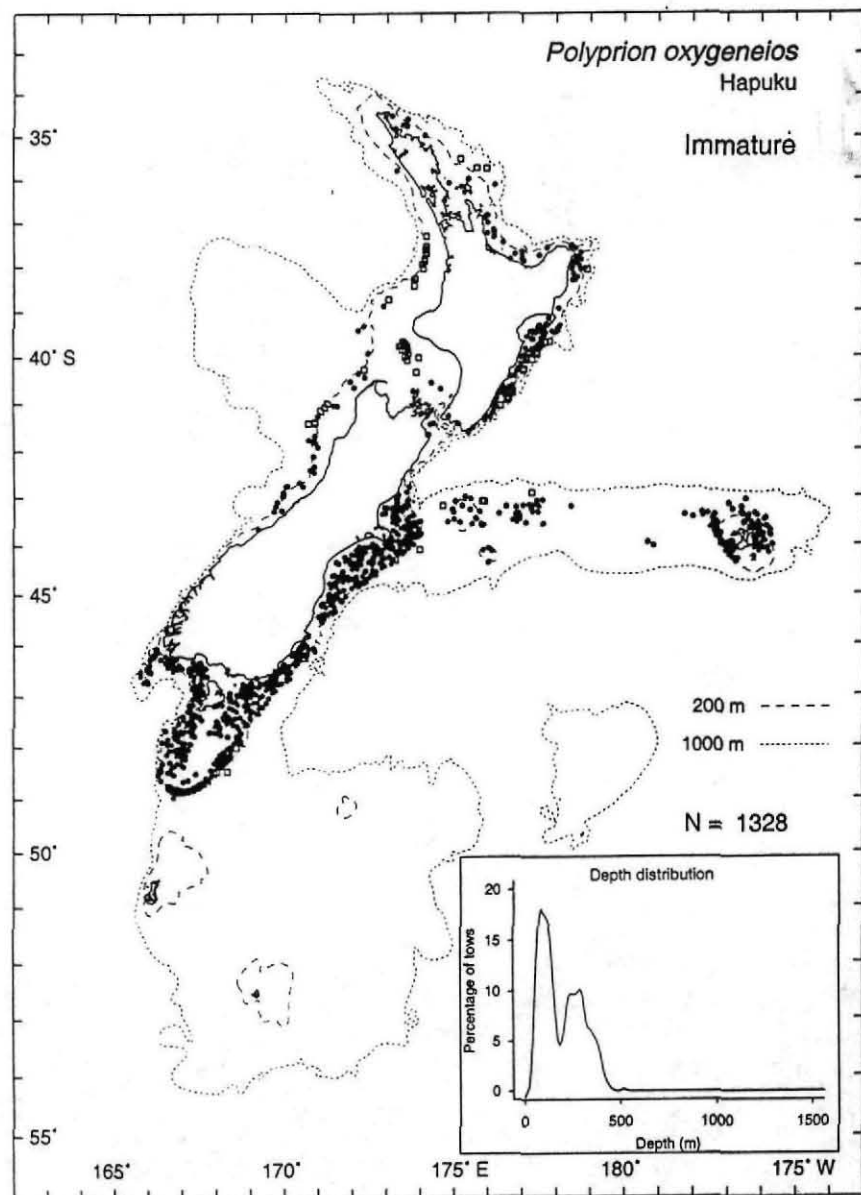 Polyprion oxygeneios
Hapuku
Immature
35°
40° S
45°
50°
55°
200 m
1000 m
N = 1328
Depth distribution
Percentage of tows
20
15
10
5
0
0 500 1000 1500
Depth (m)
165° 170° 175° E 180° 175° W